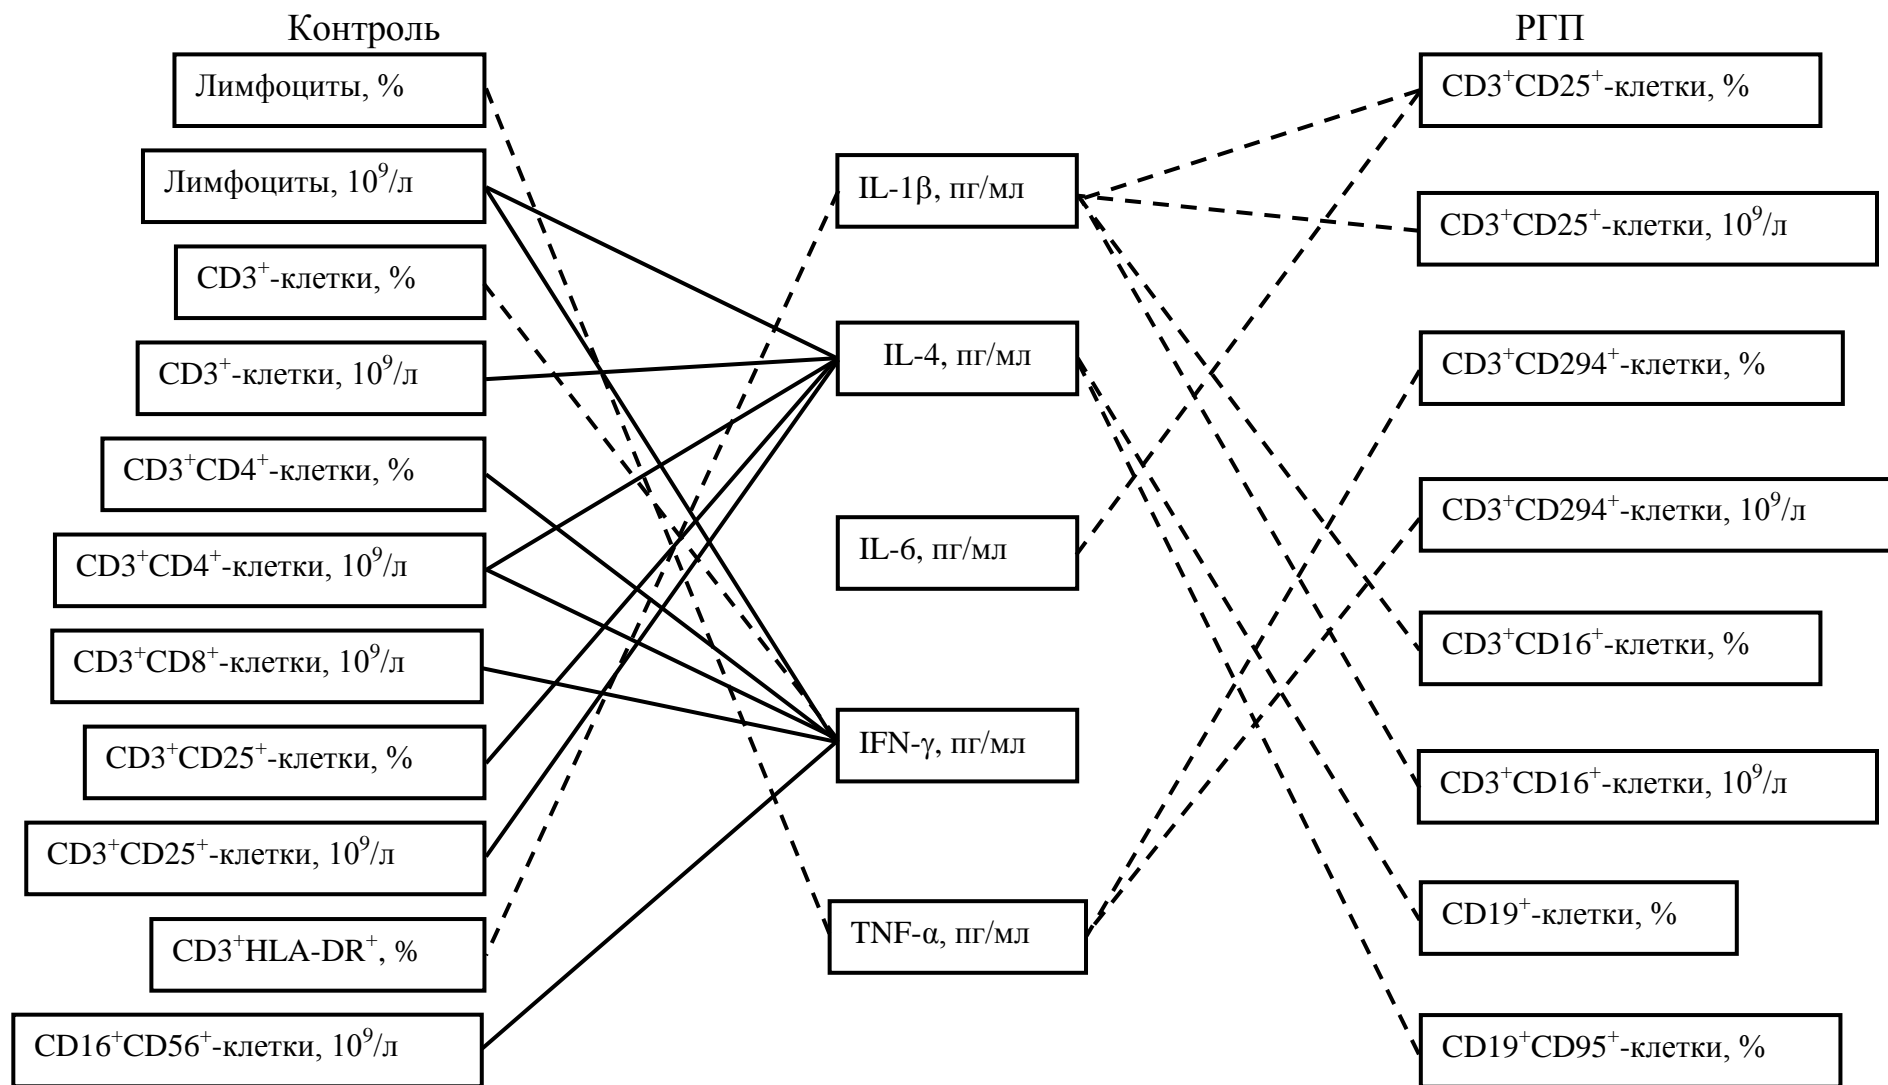 Контроль
РГП
Лимфоциты, %
Лимфоциты, 10⁹/л
CD3⁺-клетки, %
CD3⁺-клетки, 10⁹/л
CD3⁺CD4⁺-клетки, %
CD3⁺CD4⁺-клетки, 10⁹/л
CD3⁺CD8⁺-клетки, 10⁹/л
CD3⁺CD25⁺-клетки, %
CD3⁺CD25⁺-клетки, 10⁹/л
CD3⁺HLA-DR⁺, %
CD16⁺CD56⁺-клетки, 10⁹/л
IL-1β, пг/мл
IL-4, пг/мл
IL-6, пг/мл
IFN-γ, пг/мл
TNF-α, пг/мл
CD3⁺CD25⁺-клетки, %
CD3⁺CD25⁺-клетки, 10⁹/л
CD3⁺CD294⁺-клетки, %
CD3⁺CD294⁺-клетки, 10⁹/л
CD3⁺CD16⁺-клетки, %
CD3⁺CD16⁺-клетки, 10⁹/л
CD19⁺-клетки, %
CD19⁺CD95⁺-клетки, %